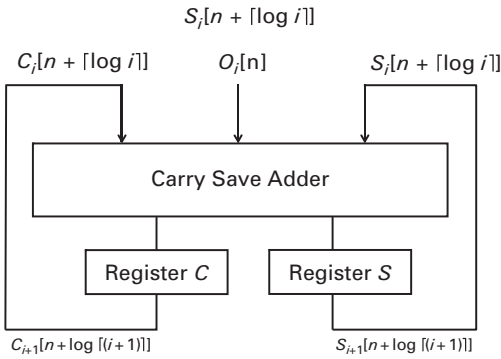 S_i[n + ⌈log i⌉]
C_i[n + ⌈log i⌉] O_i[n] S_i[n + ⌈log i⌉]
Carry Save Adder
Register C Register S
C_{i+1}[n + log ⌈(i + 1)⌉] S_{i+1}[n + log ⌈(i + 1)⌉]